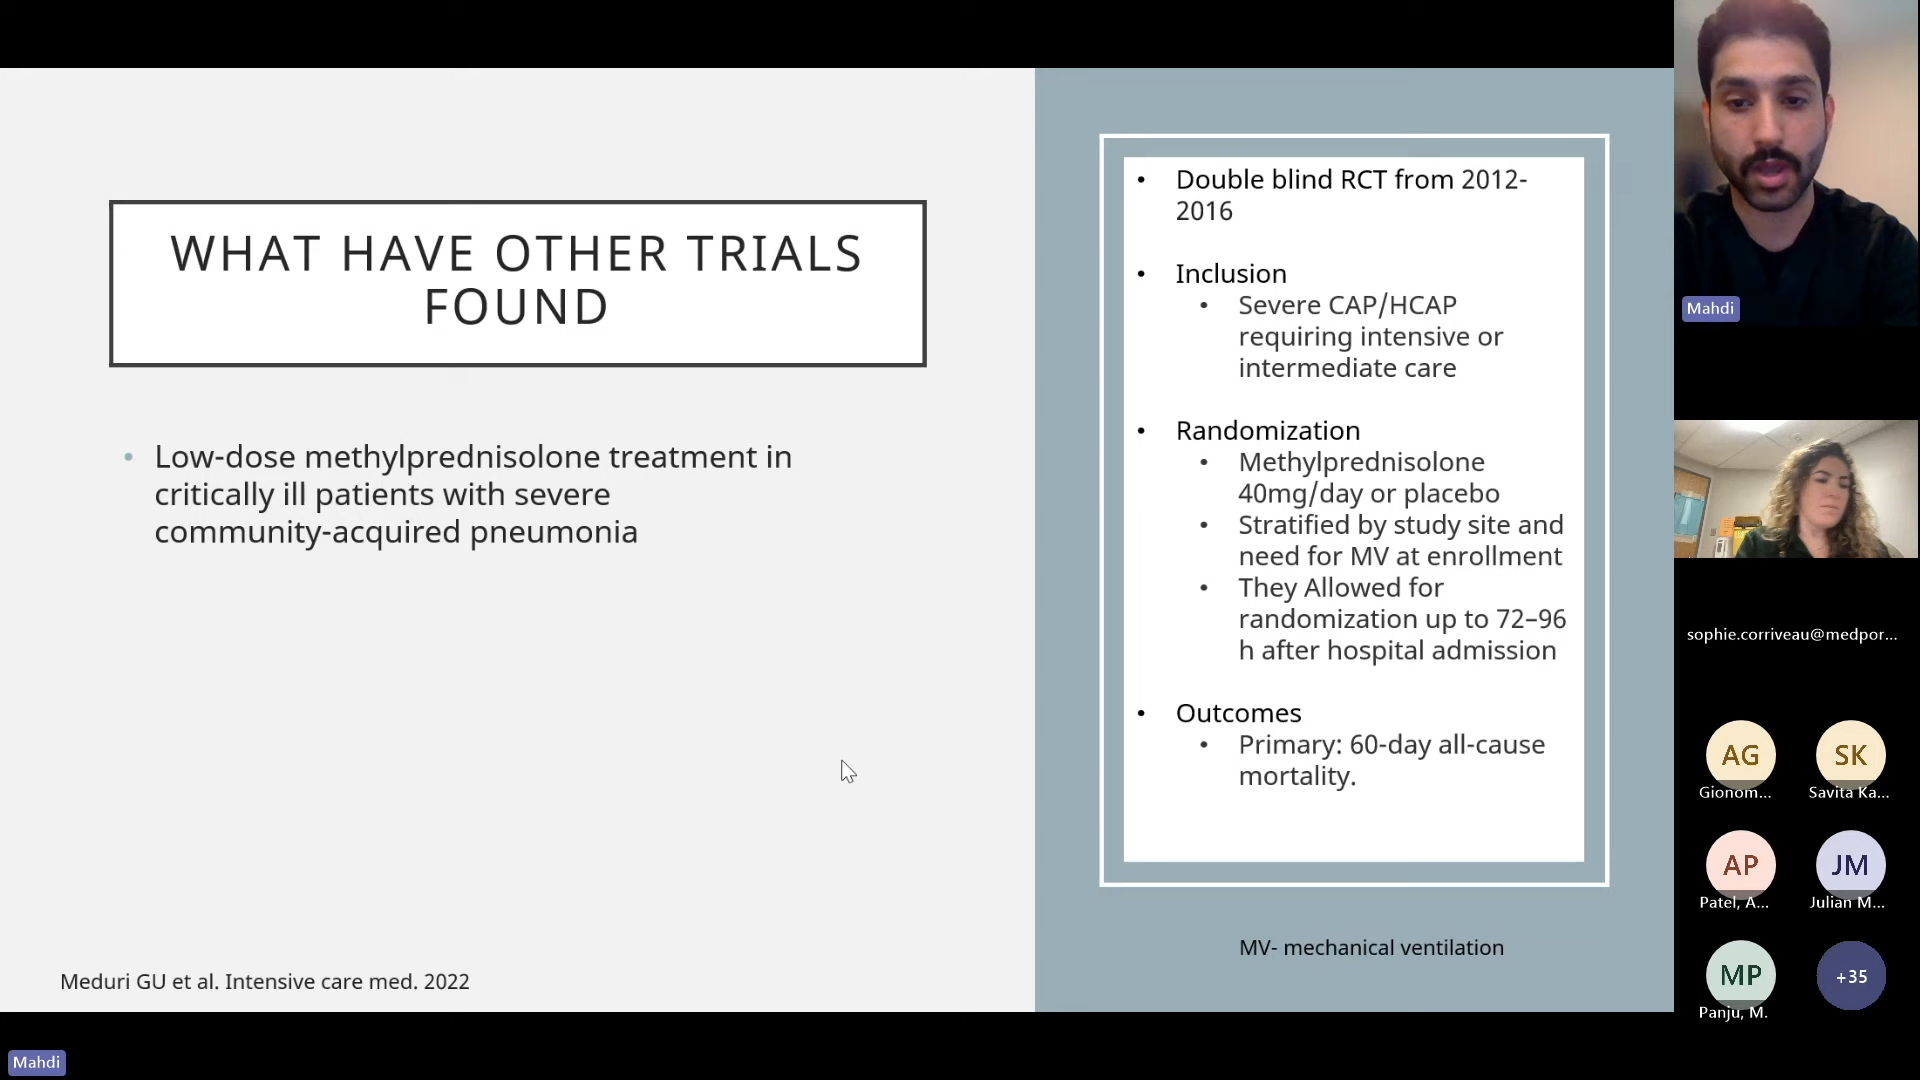 WHAT HAVE OTHER TRIALS
FOUND
• Low-dose methylprednisolone treatment in
critically ill patients with severe
community-acquired pneumonia
Meduri GU et al. Intensive care med. 2022
• Double blind RCT from 2012-
2016
• Inclusion
• Severe CAP/HCAP
requiring intensive or
intermediate care
• Randomization
• Methylprednisolone
40mg/day or placebo
• Stratified by study site and
need for MV at enrollment
• They Allowed for
randomization up to 72–96
h after hospital admission
• Outcomes
• Primary: 60-day all-cause
mortality.
MV- mechanical ventilation
Mahdi
sophie.corriveau@medpor...
AG
Gionom...
SK
Savita Ka...
AP
Patel, A...
JM
Julian M...
MP
Panju, M.
+35
Mahdi